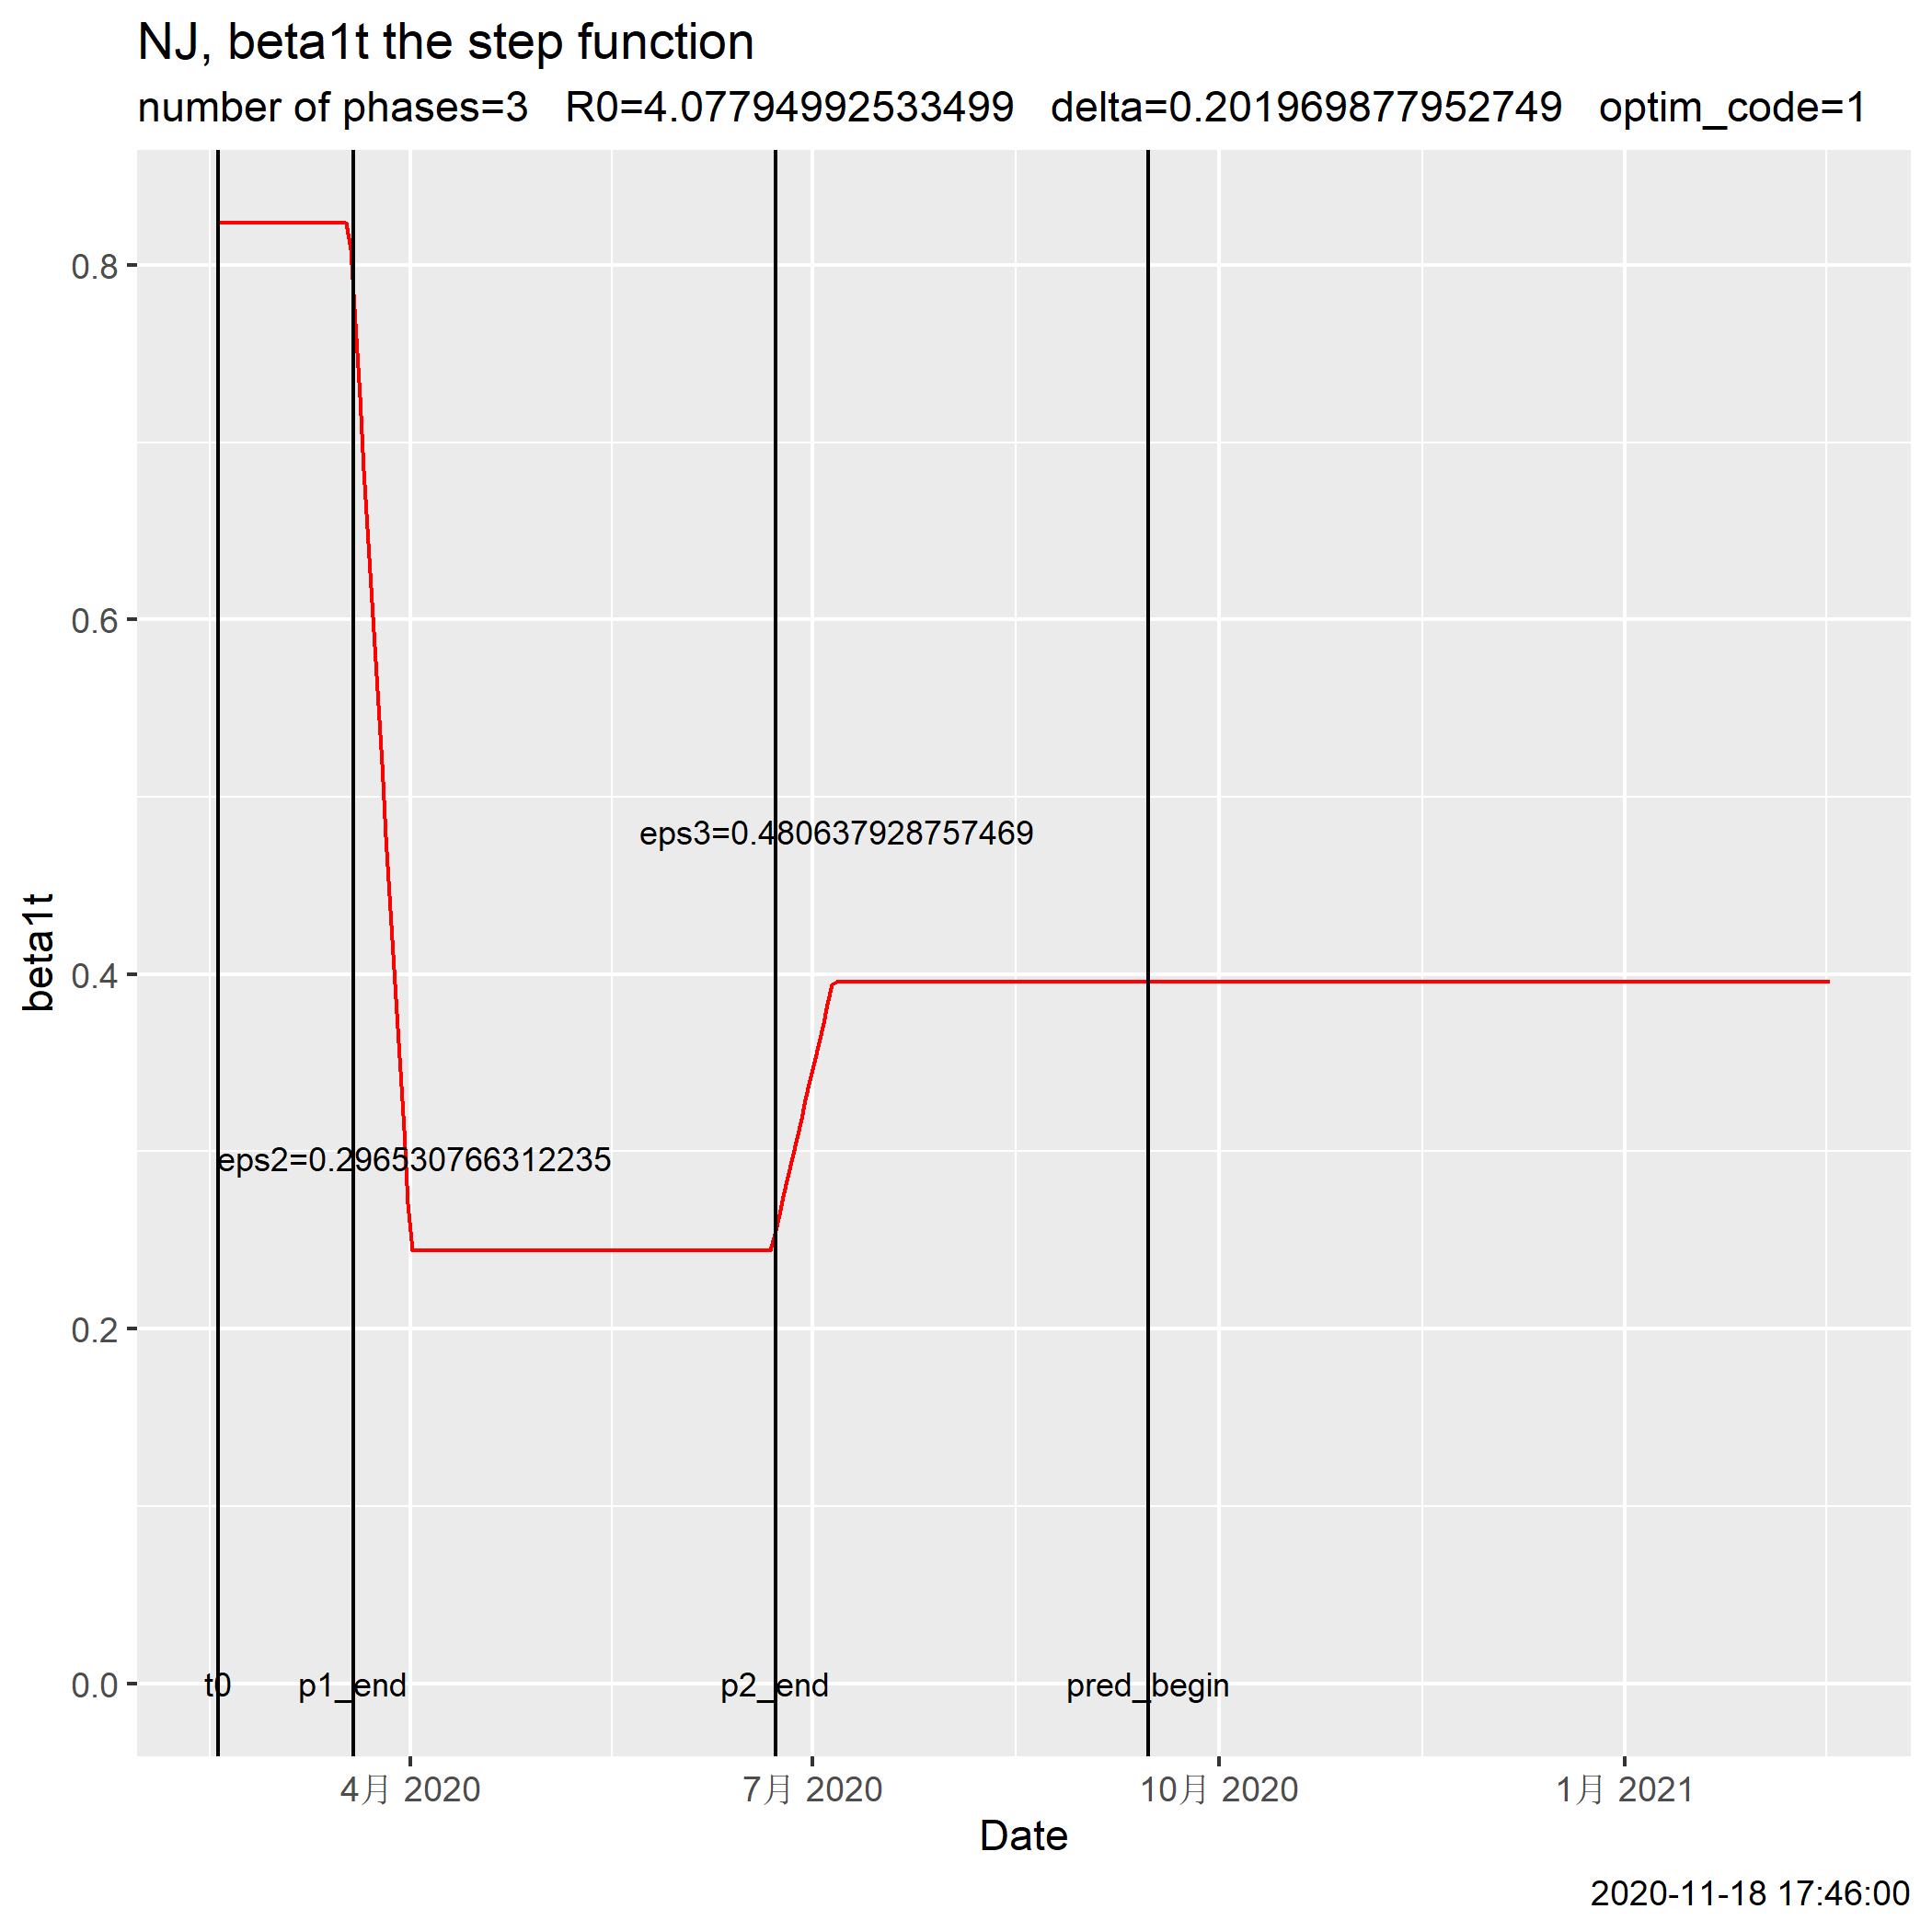 NJ, beta1t the step function
number of phases=3   R0=4.07794992533499   delta=0.201969877952749   optim_code=1
0.8
0.6
eps3=0.480637928757469
beta1t
0.4
eps2=0.296530766312235
0.2
0.0
t0 p1_end p2_end pred_begin
4月 2020 7月 2020 10月 2020 1月 2021
Date
2020-11-18 17:46:00